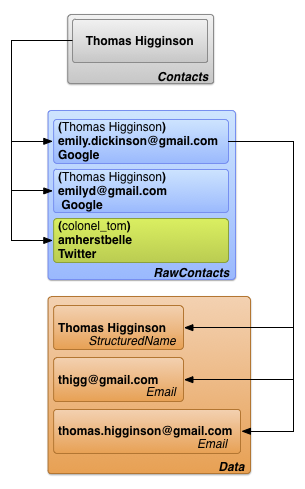 Thomas Higginson
Contacts
(Thomas Higginson)
emily.dickinson@gmail.com
Google
(Thomas Higginson)
emilyd@gmail.com
Google
(colonel_tom)
amherstbelle
Twitter
RawContacts
Thomas Higginson
StructuredName
thigg@gmail.com
Email
thomas.higginson@gmail.com
Email
Data